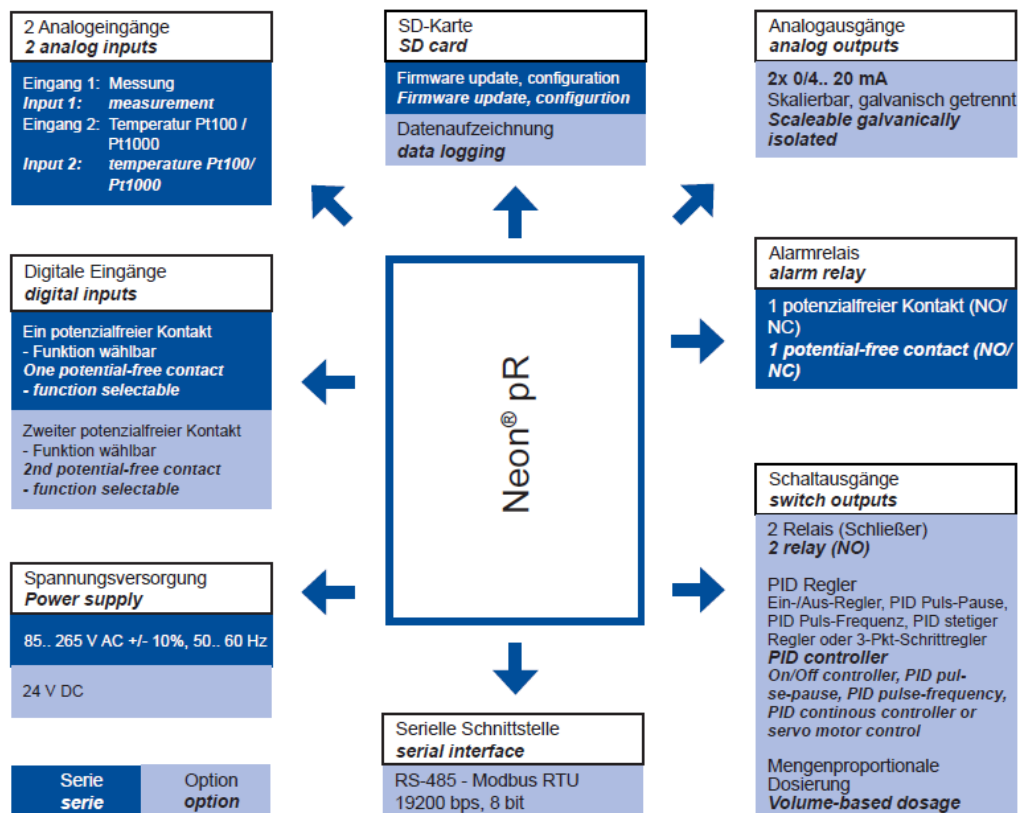 2 Analogeingänge
2 analog inputs
Eingang 1: Messung
Input 1: measurement
Eingang 2: Temperatur Pt100 /
Pt1000
Input 2: temperature Pt100/
Pt1000
SD-Karte
SD card
Firmware update, configuration
Firmware update, configurtion
Datenaufzeichnung
data logging
Analogausgänge
analog outputs
2x 0/4.. 20 mA
Skalierbar, galvanisch getrennt
Scaleable galvanically
isolated
Digitale Eingänge
digital inputs
Ein potenzialfreier Kontakt
- Funktion wählbar
One potential-free contact
- function selectable
Zweiter potenzialfreier Kontakt
- Funktion wählbar
2nd potential-free contact
- function selectable
Neon® pR
Alarmrelais
alarm relay
1 potenzialfreier Kontakt (NO/
NC)
1 potential-free contact (NO/
NC)
Spannungsversorgung
Power supply
85.. 265 V AC +/- 10%, 50.. 60 Hz
24 V DC
Schaltausgänge
switch outputs
2 Relais (Schließer)
2 relay (NO)
PID Regler
Ein-/Aus-Regler, PID Puls-Pause,
PID Puls-Frequenz, PID stetiger
Regler oder 3-Pkt-Schrittregler
PID controller
On/Off controller, PID pul-
se-pause, PID pulse-frequency,
PID continous controller or
servo motor control
Mengenproportionale
Dosierung
Volume-based dosage
Serielle Schnittstelle
serial interface
RS-485 - Modbus RTU
19200 bps, 8 bit
Serie
serie
Option
option